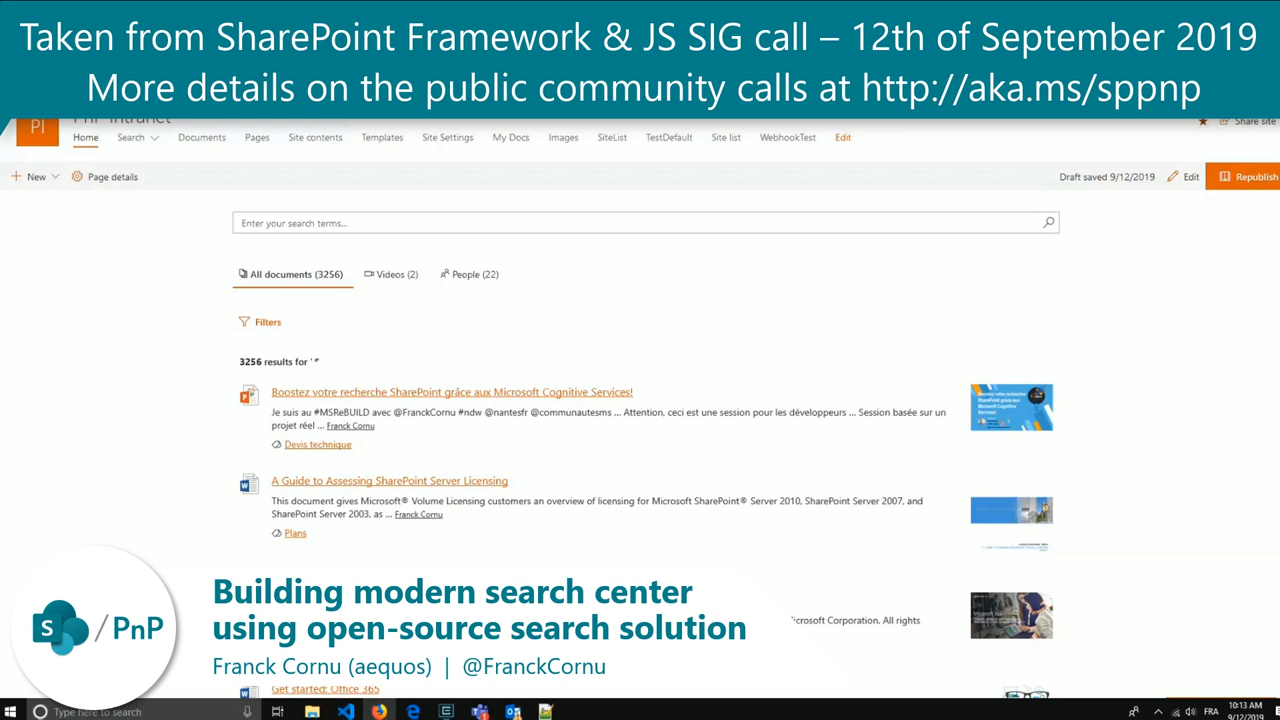 Taken from SharePoint Framework & JS SIG call – 12th of September 2019
More details on the public community calls at http://aka.ms/sppnp
PI
PnP Intranet
Share site
Home Search Documents Pages Site contents Templates Site Settings My Docs Images SiteList TestDefault Site list WebhookTest Edit
New Page details Draft saved 9/12/2019 Edit Republish
Enter your search terms...
All documents (3256) Videos (2) People (22)
Filters
3256 results for '*'
Boostez votre recherche SharePoint grâce aux Microsoft Cognitive Services!
Je suis au #MSReBUILD avec @FranckCornu #ndw @nantesfr @communautesms ... Attention, ceci est une session pour les développeurs ... Session basée sur un
projet réel ... Franck Cornu
Devis technique
A Guide to Assessing SharePoint Server Licensing
This document gives Microsoft® Volume Licensing customers an overview of licensing for Microsoft SharePoint® Server 2010, SharePoint Server 2007, and
SharePoint Server 2003, as ... Franck Cornu
Plans
Microsoft Corporation. All rights
Building modern search center
using open-source search solution
Franck Cornu (aequos) | @FranckCornu
S / PnP
Get started: Office 365
Type here to search
FRA
10:13 AM
9/12/2019